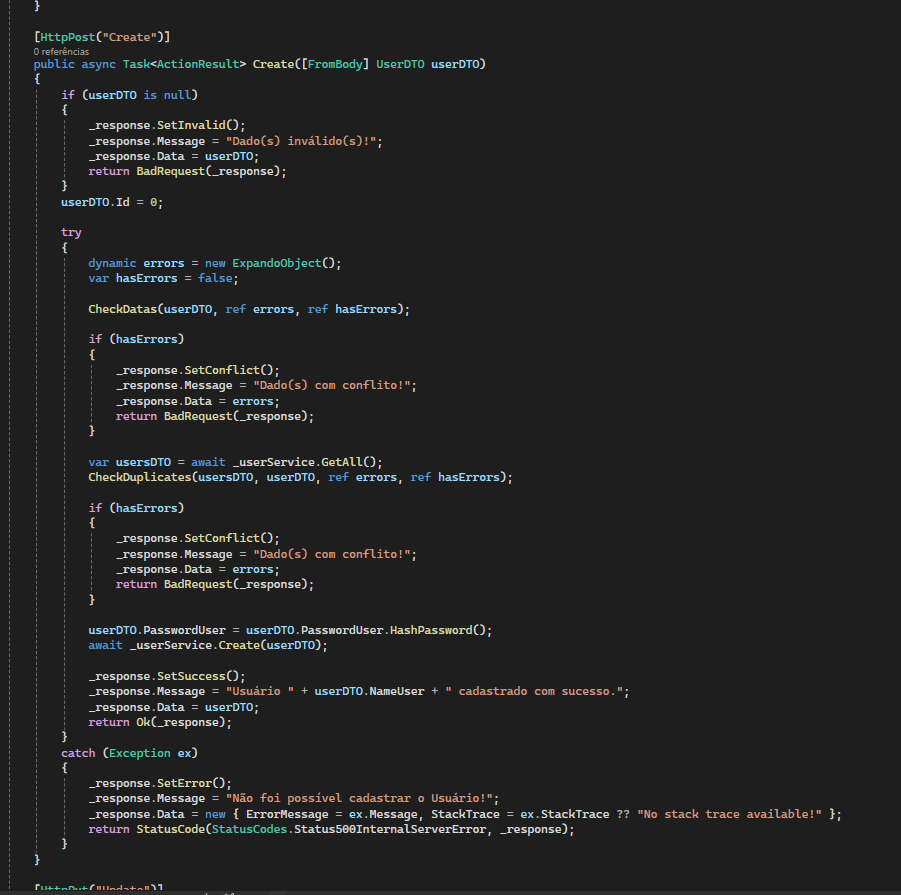 }
[HttpPost("Create")]
0 referências
public async Task<ActionResult> Create([FromBody] UserDTO userDTO)
{
if (userDTO is null)
{
_response.SetInvalid();
_response.Message = "Dado(s) inválido(s)!";
_response.Data = userDTO;
return BadRequest(_response);
}
userDTO.Id = 0;
try
{
dynamic errors = new ExpandoObject();
var hasErrors = false;
CheckDatas(userDTO, ref errors, ref hasErrors);
if (hasErrors)
{
_response.SetConflict();
_response.Message = "Dado(s) com conflito!";
_response.Data = errors;
return BadRequest(_response);
}
var usersDTO = await _userService.GetAll();
CheckDuplicates(usersDTO, userDTO, ref errors, ref hasErrors);
if (hasErrors)
{
_response.SetConflict();
_response.Message = "Dado(s) com conflito!";
_response.Data = errors;
return BadRequest(_response);
}
userDTO.PasswordUser = userDTO.PasswordUser.HashPassword();
await _userService.Create(userDTO);
_response.SetSuccess();
_response.Message = "Usuário " + userDTO.NameUser + " cadastrado com sucesso.";
_response.Data = userDTO;
return Ok(_response);
}
catch (Exception ex)
{
_response.SetError();
_response.Message = "Não foi possível cadastrar o Usuário!";
_response.Data = new { ErrorMessage = ex.Message, StackTrace = ex.StackTrace ?? "No stack trace available!" };
return StatusCode(StatusCodes.Status500InternalServerError, _response);
}
}
[HttpPut("Update")]